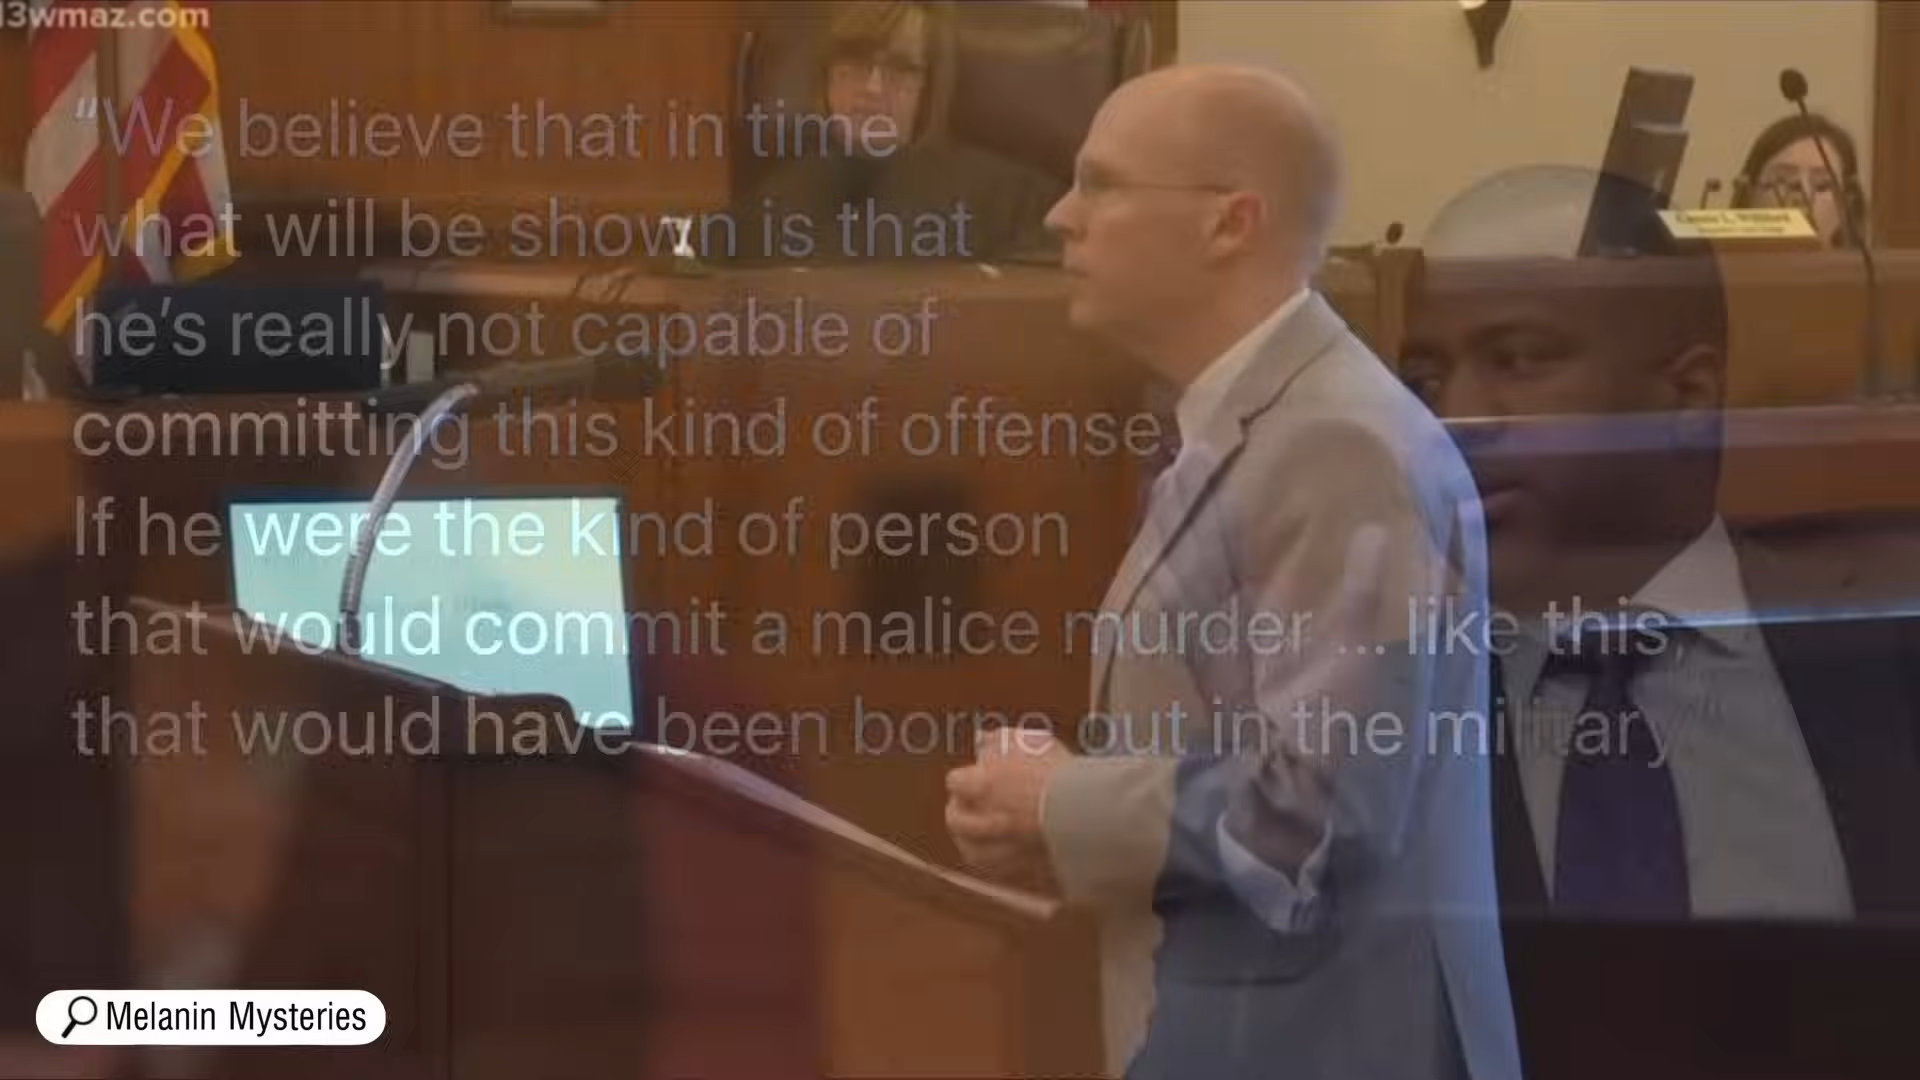 13wmaz.com
“We believe that in time
what will be shown is that
he’s really not capable of
committing this kind of offense
If he were the kind of person
that would commit a malice murder ... like this,
that would have been borne out in the military
Melanin Mysteries